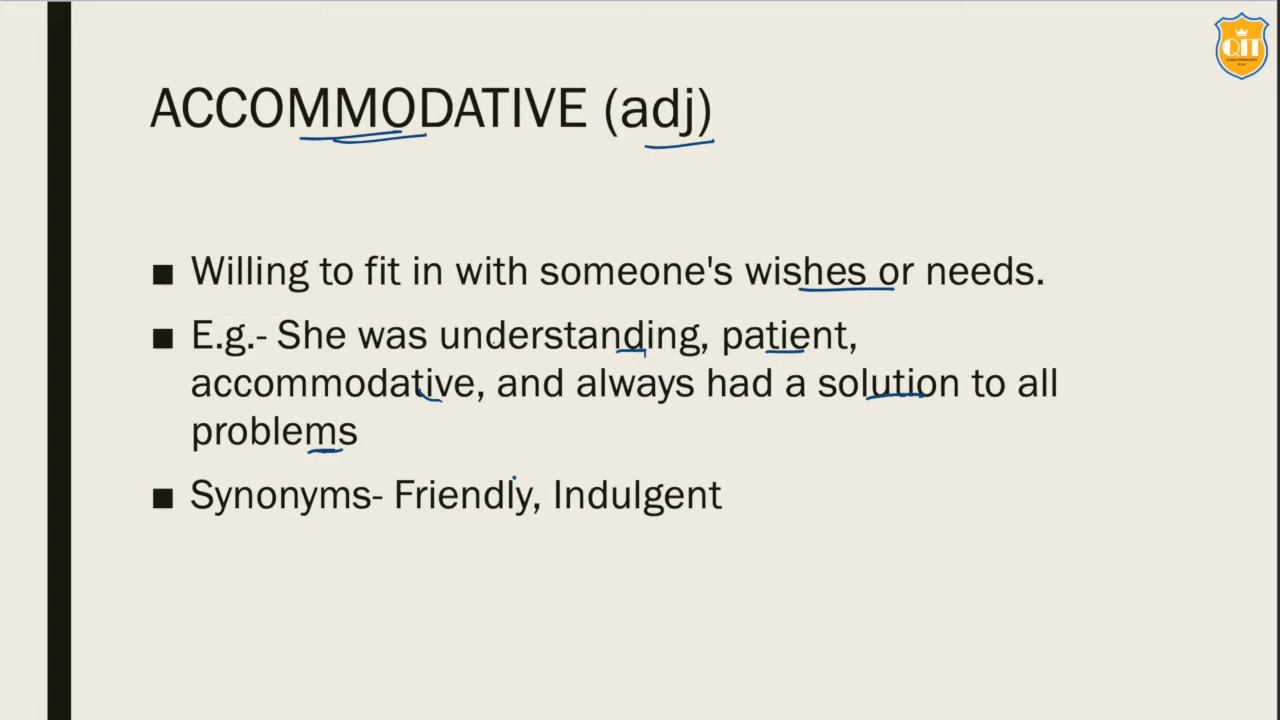 QII
ACCOMMODATIVE (adj)
■ Willing to fit in with someone's wishes or needs.
■ E.g.- She was understanding, patient,
accommodative, and always had a solution to all
problems
■ Synonyms- Friendly, Indulgent